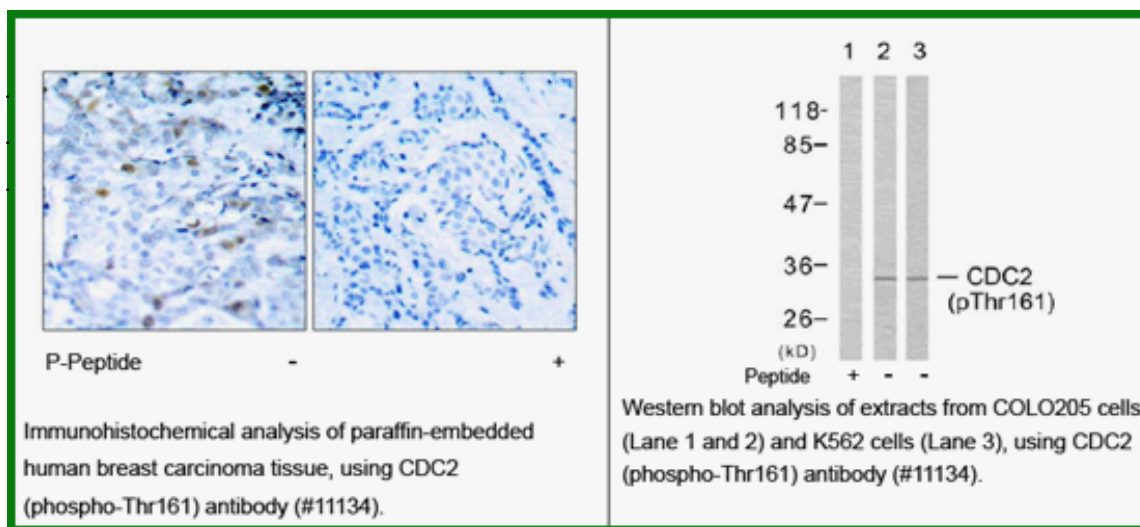 P-Peptide - +
Immunohistochemical analysis of paraffin-embedded
human breast carcinoma tissue, using CDC2
(phospho-Thr161) antibody (#11134).
1 2 3
118-
85-
47-
36-
CDC2
(pThr161)
26-
(kD)
Peptide + - -
Western blot analysis of extracts from COLO205 cells
(Lane 1 and 2) and K562 cells (Lane 3), using CDC2
(phospho-Thr161) antibody (#11134).